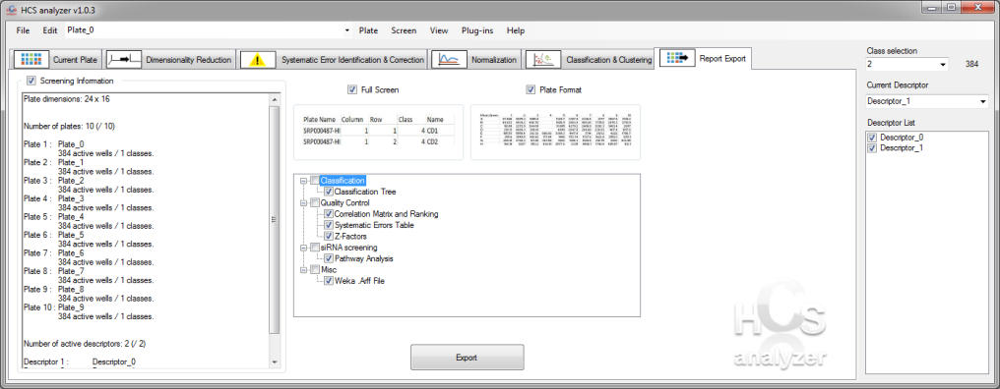 HCS analyzer v1.0.3
File Edit Plate_0 Plate Screen View Plug-ins Help
Current Plate Dimensionality Reduction Systematic Error Identification & Correction Normalization Classification & Clustering Report Export
Screening Information
Plate dimensions: 24 x 16
Number of plates: 10 (/ 10)
Plate 1 : Plate_0
384 active wells / 1 classes.
Plate 2 : Plate_1
384 active wells / 1 classes.
Plate 3 : Plate_2
384 active wells / 1 classes.
Plate 4 : Plate_3
384 active wells / 1 classes.
Plate 5 : Plate_4
384 active wells / 1 classes.
Plate 6 : Plate_5
384 active wells / 1 classes.
Plate 7 : Plate_6
384 active wells / 1 classes.
Plate 8 : Plate_7
384 active wells / 1 classes.
Plate 9 : Plate_8
384 active wells / 1 classes.
Plate 10 : Plate_9
384 active wells / 1 classes.
Number of active descriptors: 2 (/ 2)
Descriptor 1 : Descriptor_0
Full Screen
Plate Name Column Row Class Name
SRP000487-HI 1 1 4 CD1
SRP000487-HI 1 2 4 CD2
Plate Format
Classification
Classification Tree
Quality Control
Correlation Matrix and Ranking
Systematic Errors Table
Z-Factors
siRNA screening
Pathway Analysis
Misc
Weka .Arff File
Export
HCS
analyzer
Class selection
2 384
Current Descriptor
Descriptor_1
Descriptor List
Descriptor_0
Descriptor_1